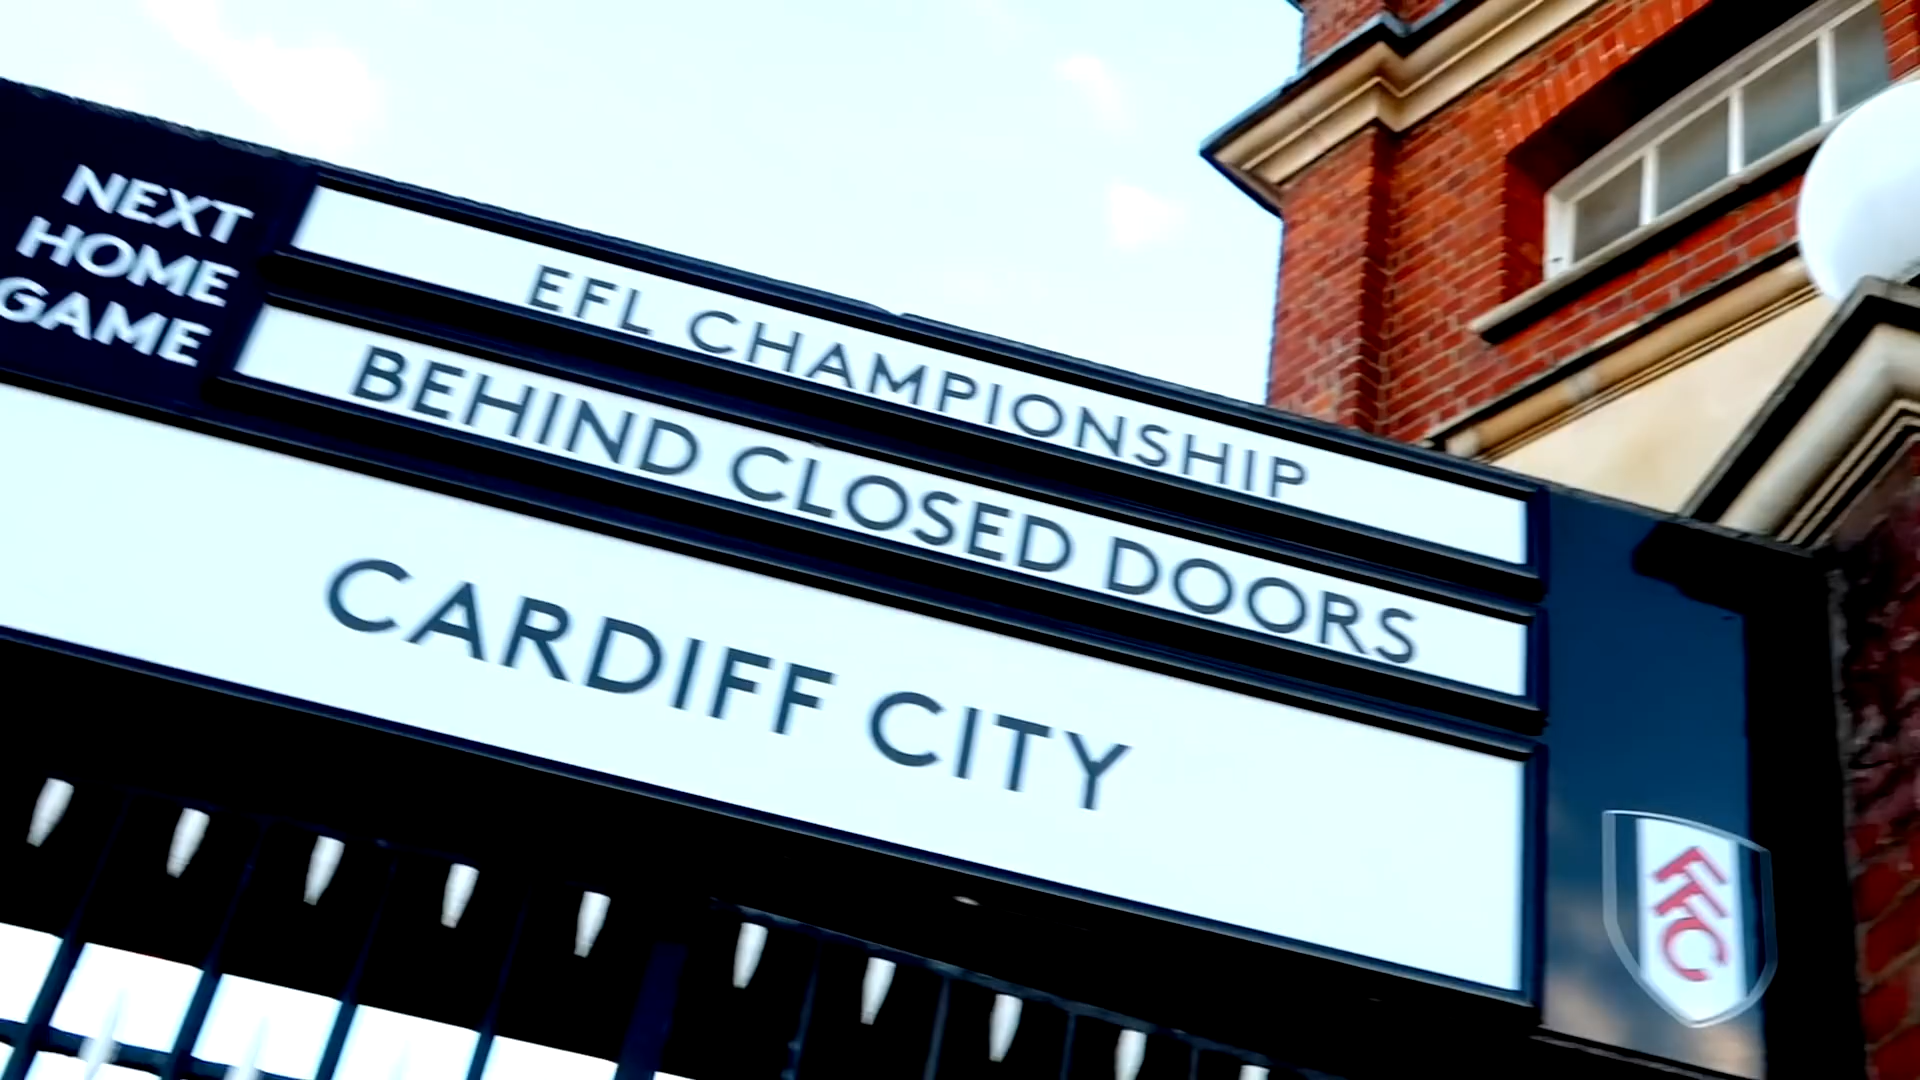 NEXT
HOME
GAME
EFL CHAMPIONSHIP
BEHIND CLOSED DOORS
CARDIFF CITY
FFC